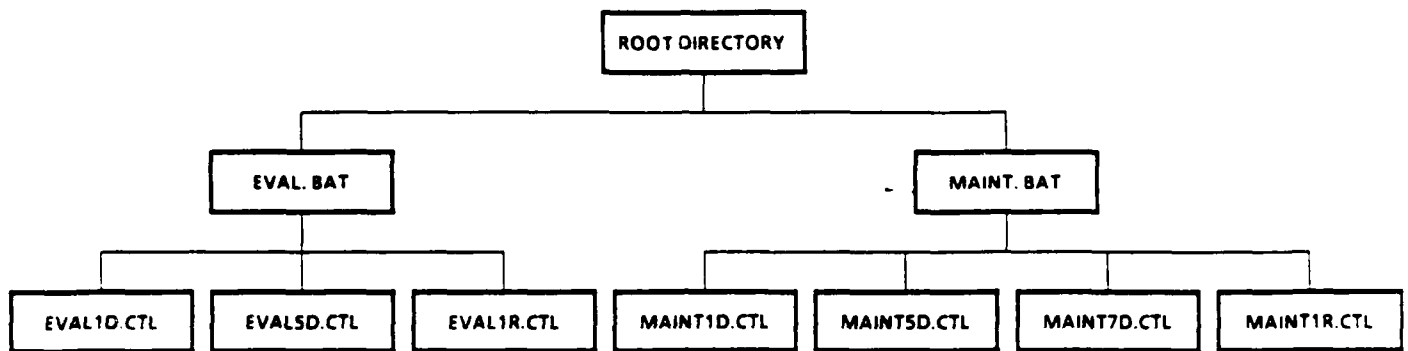 ROOT DIRECTORY
EVAL. BAT
MAINT. BAT
EVAL1D.CTL
EVAL5D.CTL
EVAL1R.CTL
MAINT1D.CTL
MAINT5D.CTL
MAINT7D.CTL
MAINT1R.CTL